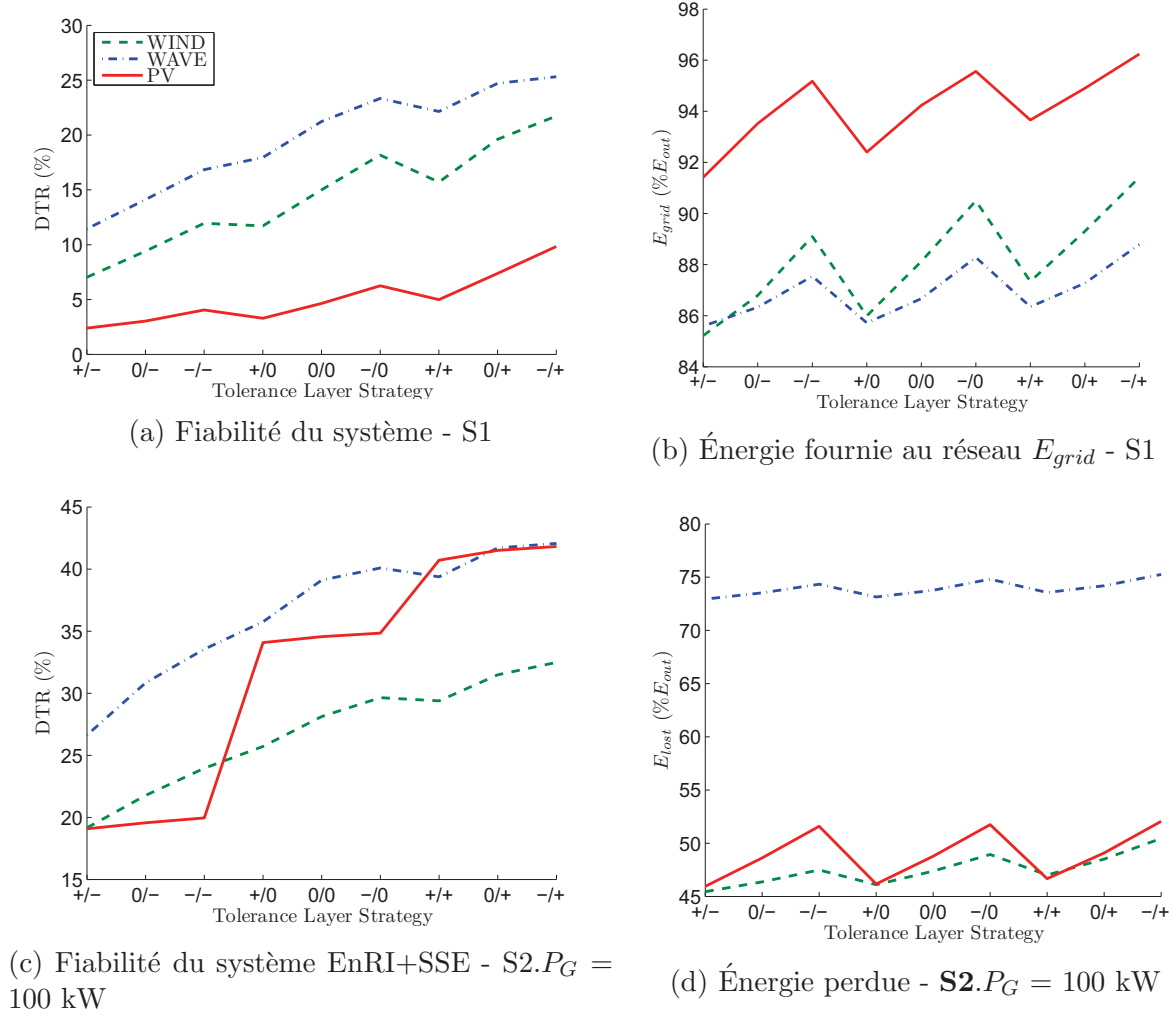 30
25
20
15
10
5
0
DTR (%)
WIND
WAVE
PV
+/− 0/− −/− +/0 0/0 −/0 +/+ 0/+ −/+
Tolerance Layer Strategy
(a) Fiabilité du système - S1
98
96
94
92
90
88
86
84
E_grid (%E_out)
+/− 0/− −/− +/0 0/0 −/0 +/+ 0/+ −/+
Tolerance Layer Strategy
(b) Énergie fournie au réseau E_grid - S1
45
40
35
30
25
20
15
DTR (%)
+/− 0/− −/− +/0 0/0 −/0 +/+ 0/+ −/+
Tolerance Layer Strategy
(c) Fiabilité du système EnRI+SSE - S2.P_G =
100 kW
80
75
70
65
60
55
50
45
E_lost (%E_out)
+/− 0/− −/− +/0 0/0 −/0 +/+ 0/+ −/+
Tolerance Layer Strategy
(d) Énergie perdue - S2.P_G = 100 kW